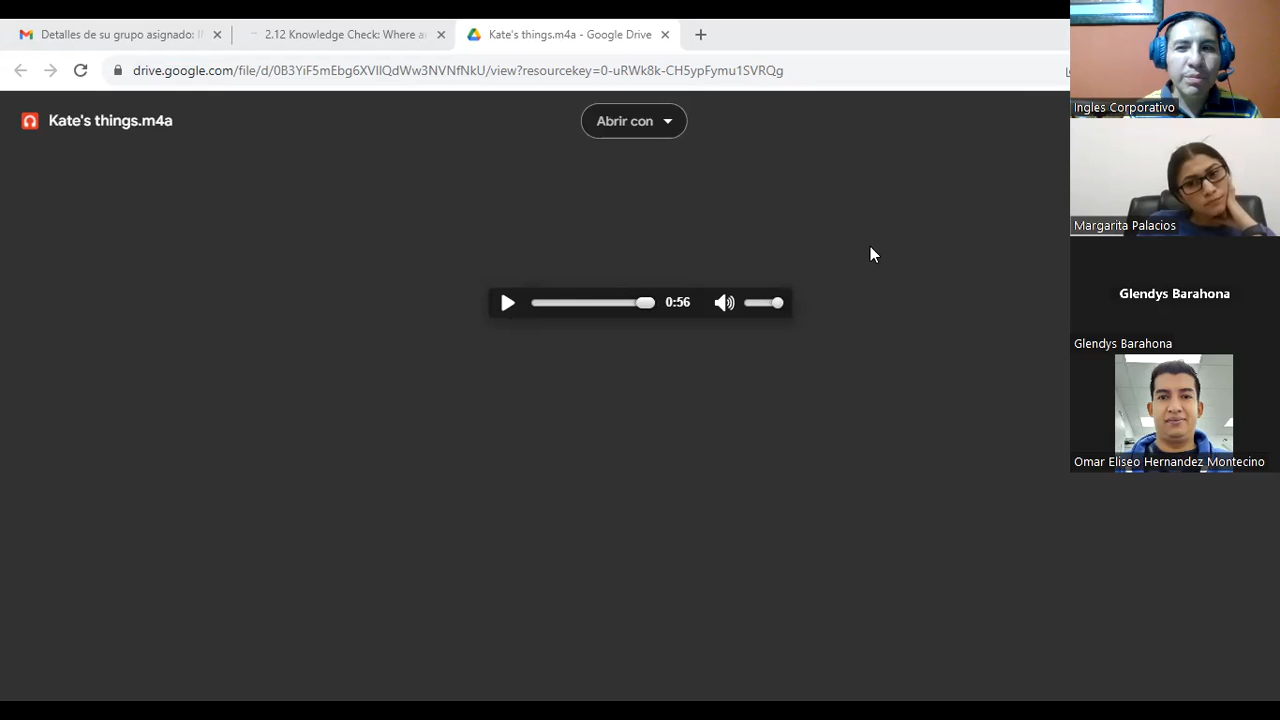 Detalles de su grupo asignado:
2.12 Knowledge Check: Where a
Kate's things.m4a - Google Drive
drive.google.com/file/d/0B3YiF5mEbg6XVllQdWw3NVNfNkU/view?resourcekey=0-uRWk8k-CH5ypFymu1SVRQg
Kate's things.m4a
Abrir con
0:56
Ingles Corporativo
Margarita Palacios
Glendys Barahona
Glendys Barahona
Omar Eliseo Hernandez Montecino